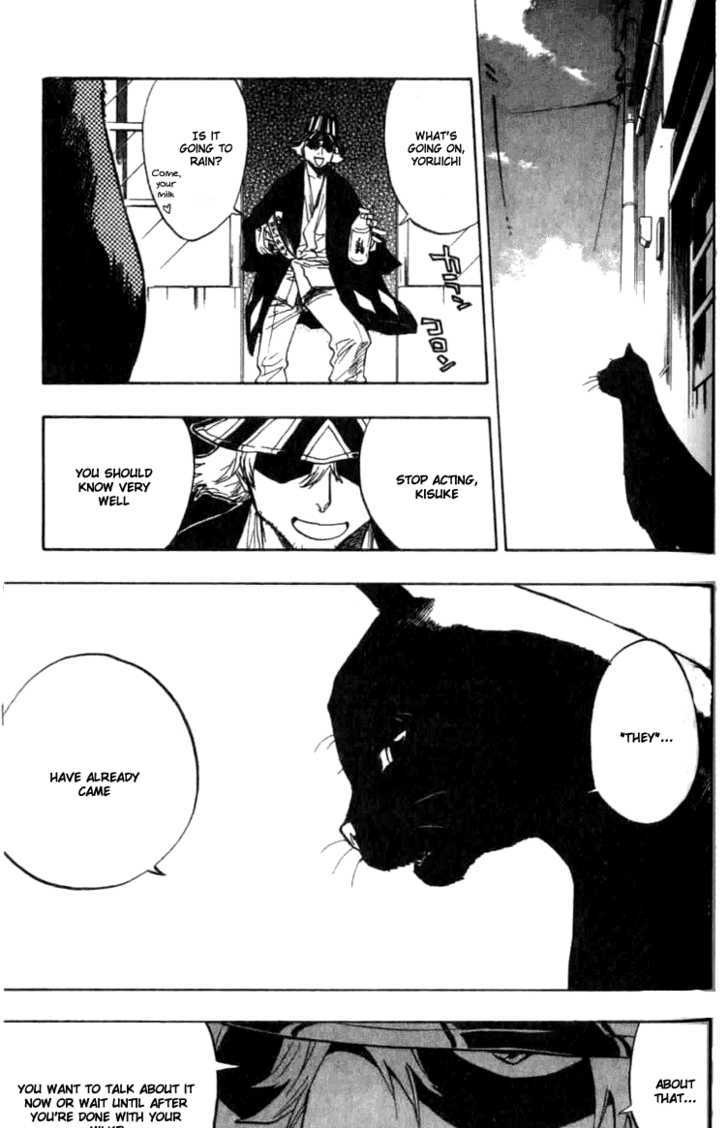 WHAT'S
GOING ON,
YORUICHI
IS IT
GOING TO
RAIN?
Come,
your
milk
♡
STOP ACTING,
KISUKE
YOU SHOULD
KNOW VERY
WELL
"THEY"...
HAVE ALREADY
CAME
ABOUT
THAT...
YOU WANT TO TALK ABOUT IT
NOW OR WAIT UNTIL AFTER
YOU'RE DONE WITH YOUR